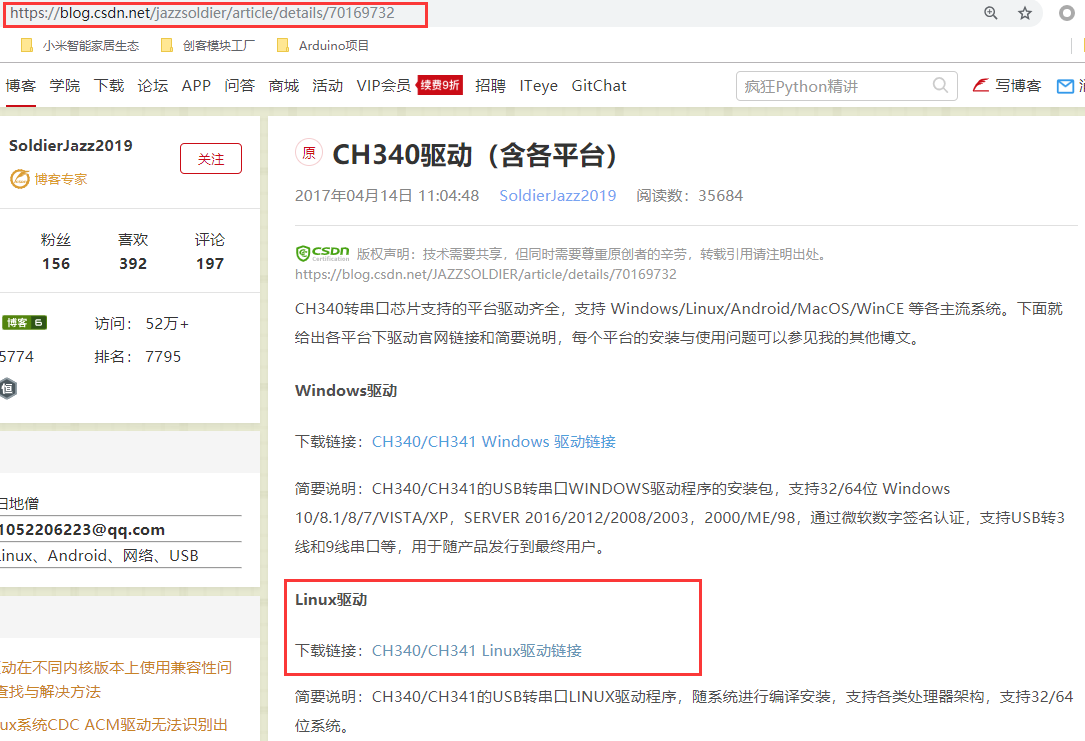 https://blog.csdn.net/jazzsoldier/article/details/70169732
小米智能家居生态 创客模块工厂 Arduino项目
博客 学院 下载 论坛 APP 问答 商城 活动 VIP会员 续费9折 招聘 ITeye GitChat 疯狂Python精讲 写博客
SoldierJazz2019
关注
博客专家
粉丝 喜欢 评论
156 392 197
博客 6 访问： 52万+
5774 排名： 7795
恒
扫地僧
1052206223@qq.com
Linux、Android、网络、USB
动在不同内核版本上使用兼容性问
查找与解决方法
ux系统CDC ACM驱动无法识别出
原 CH340驱动（含各平台）
2017年04月14日 11:04:48 SoldierJazz2019 阅读数：35684
CSDN Certification 版权声明：技术需要共享，但同时需要尊重原创者的辛劳，转载引用请注明出处。
https://blog.csdn.net/JAZZSOLDIER/article/details/70169732
CH340转串口芯片支持的平台驱动齐全，支持 Windows/Linux/Android/MacOS/WinCE 等各主流系统。下面就
给出各平台下驱动官网链接和简要说明，每个平台的安装与使用问题可以参见我的其他博文。
Windows驱动
下载链接：CH340/CH341 Windows 驱动链接
简要说明：CH340/CH341的USB转串口WINDOWS驱动程序的安装包，支持32/64位 Windows
10/8.1/8/7/VISTA/XP，SERVER 2016/2012/2008/2003，2000/ME/98，通过微软数字签名认证，支持USB转3
线和9线串口等，用于随产品发行到最终用户。
Linux驱动
下载链接：CH340/CH341 Linux驱动链接
简要说明：CH340/CH341的USB转串口LINUX驱动程序，随系统进行编译安装，支持各类处理器架构，支持32/64
位系统。